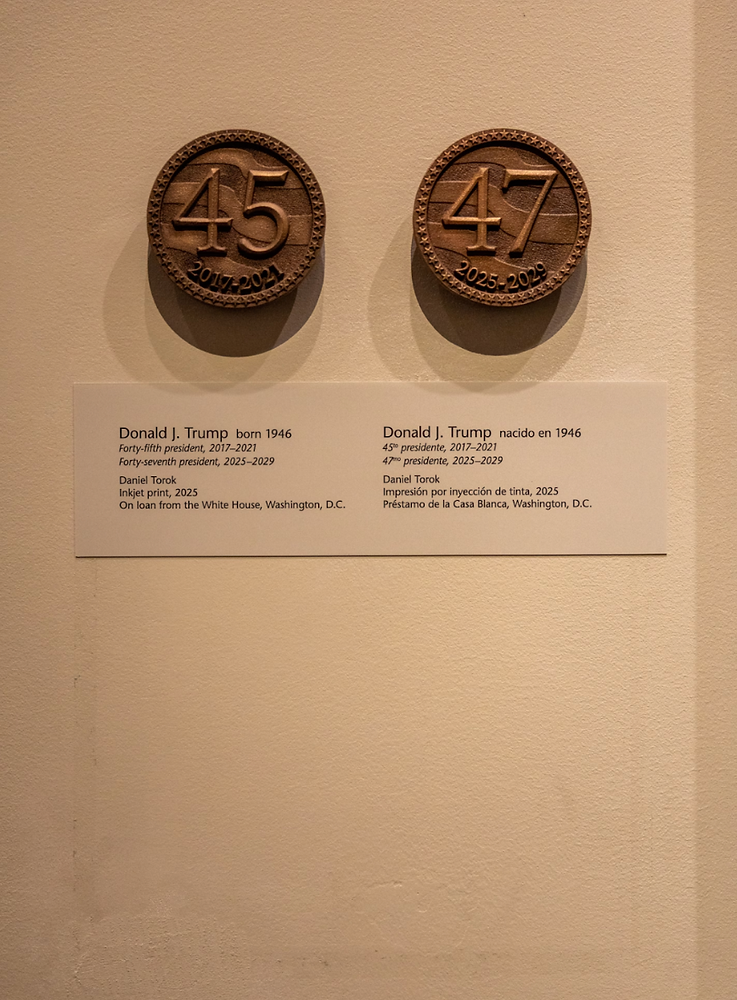 45
2017-2021
47
2025-2029
Donald J. Trump born 1946
Forty-fifth president, 2017–2021
Forty-seventh president, 2025–2029
Daniel Torok
Inkjet print, 2025
On loan from the White House, Washington, D.C.
Donald J. Trump nacido en 1946
45ᵗᵒ presidente, 2017–2021
47ᵐᵒ presidente, 2025–2029
Daniel Torok
Impresión por inyección de tinta, 2025
Préstamo de la Casa Blanca, Washington, D.C.